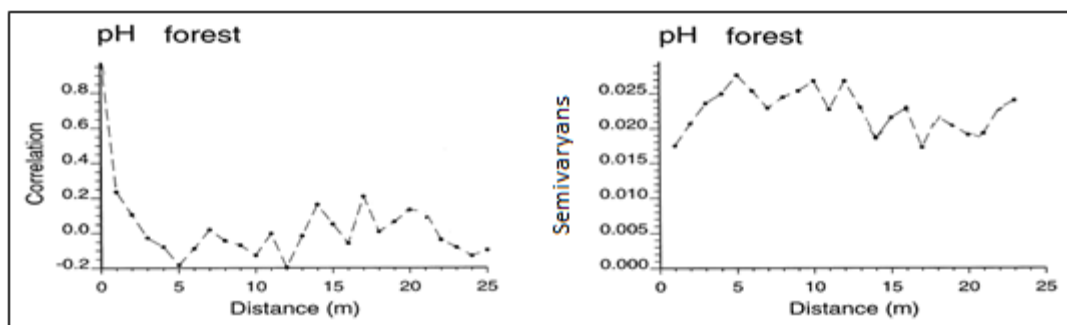 pH forest
Correlation
0.8
0.6
0.4
0.2
0.0
-0.2
0 5 10 15 20 25
Distance (m)
pH forest
Semivaryans
0.025
0.020
0.015
0.010
0.005
0.000
0 5 10 15 20 25
Distance (m)